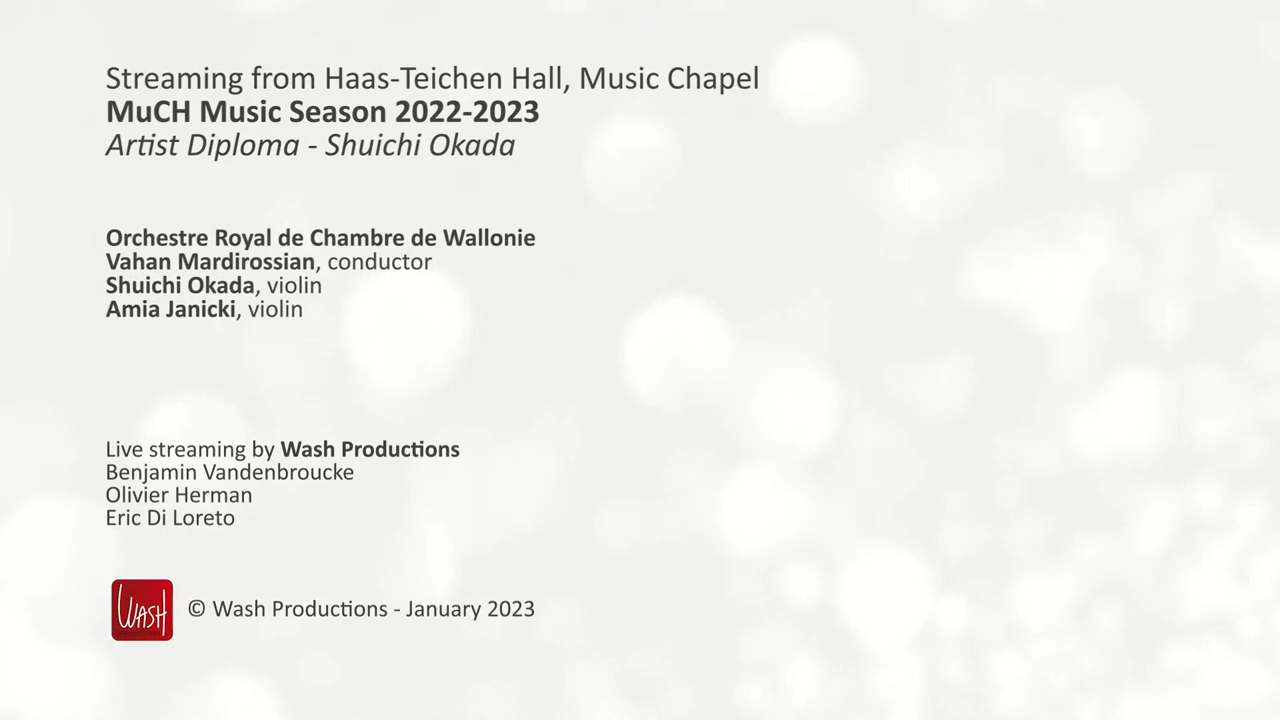 Streaming from Haas-Teichen Hall, Music Chapel
MuCH Music Season 2022-2023
Artist Diploma - Shuichi Okada
Orchestre Royal de Chambre de Wallonie
Vahan Mardirossian, conductor
Shuichi Okada, violin
Amia Janicki, violin
Live streaming by Wash Productions
Benjamin Vandenbroucke
Olivier Herman
Eric Di Loreto
WASH
© Wash Productions - January 2023